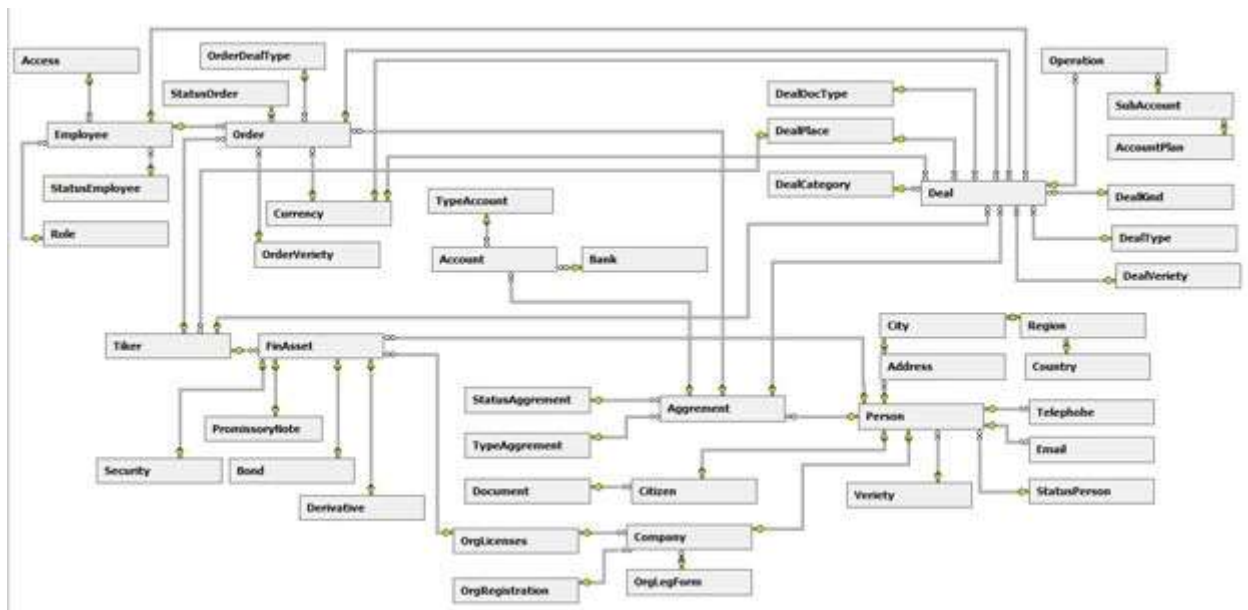 OrderDealType
Access
Operation
StatusOrder
DealDocType
SubAccount
Employee
Order
DealPlace
AccountPlan
StatusEmployee
DealCategory
Deal
DealKind
TypeAccount
Currency
Role
DealType
OrderVeriety
Account
Bank
DealVeriety
City
Region
Tiker
FinAsset
Address
Country
StatusAggrement
Aggrement
Person
Telephobe
PromissoryNote
TypeAggrement
Email
Security
Bond
Document
Citizen
Veriety
StatusPerson
Derivative
OrgLicenses
Company
OrgRegistration
OrgLegForm